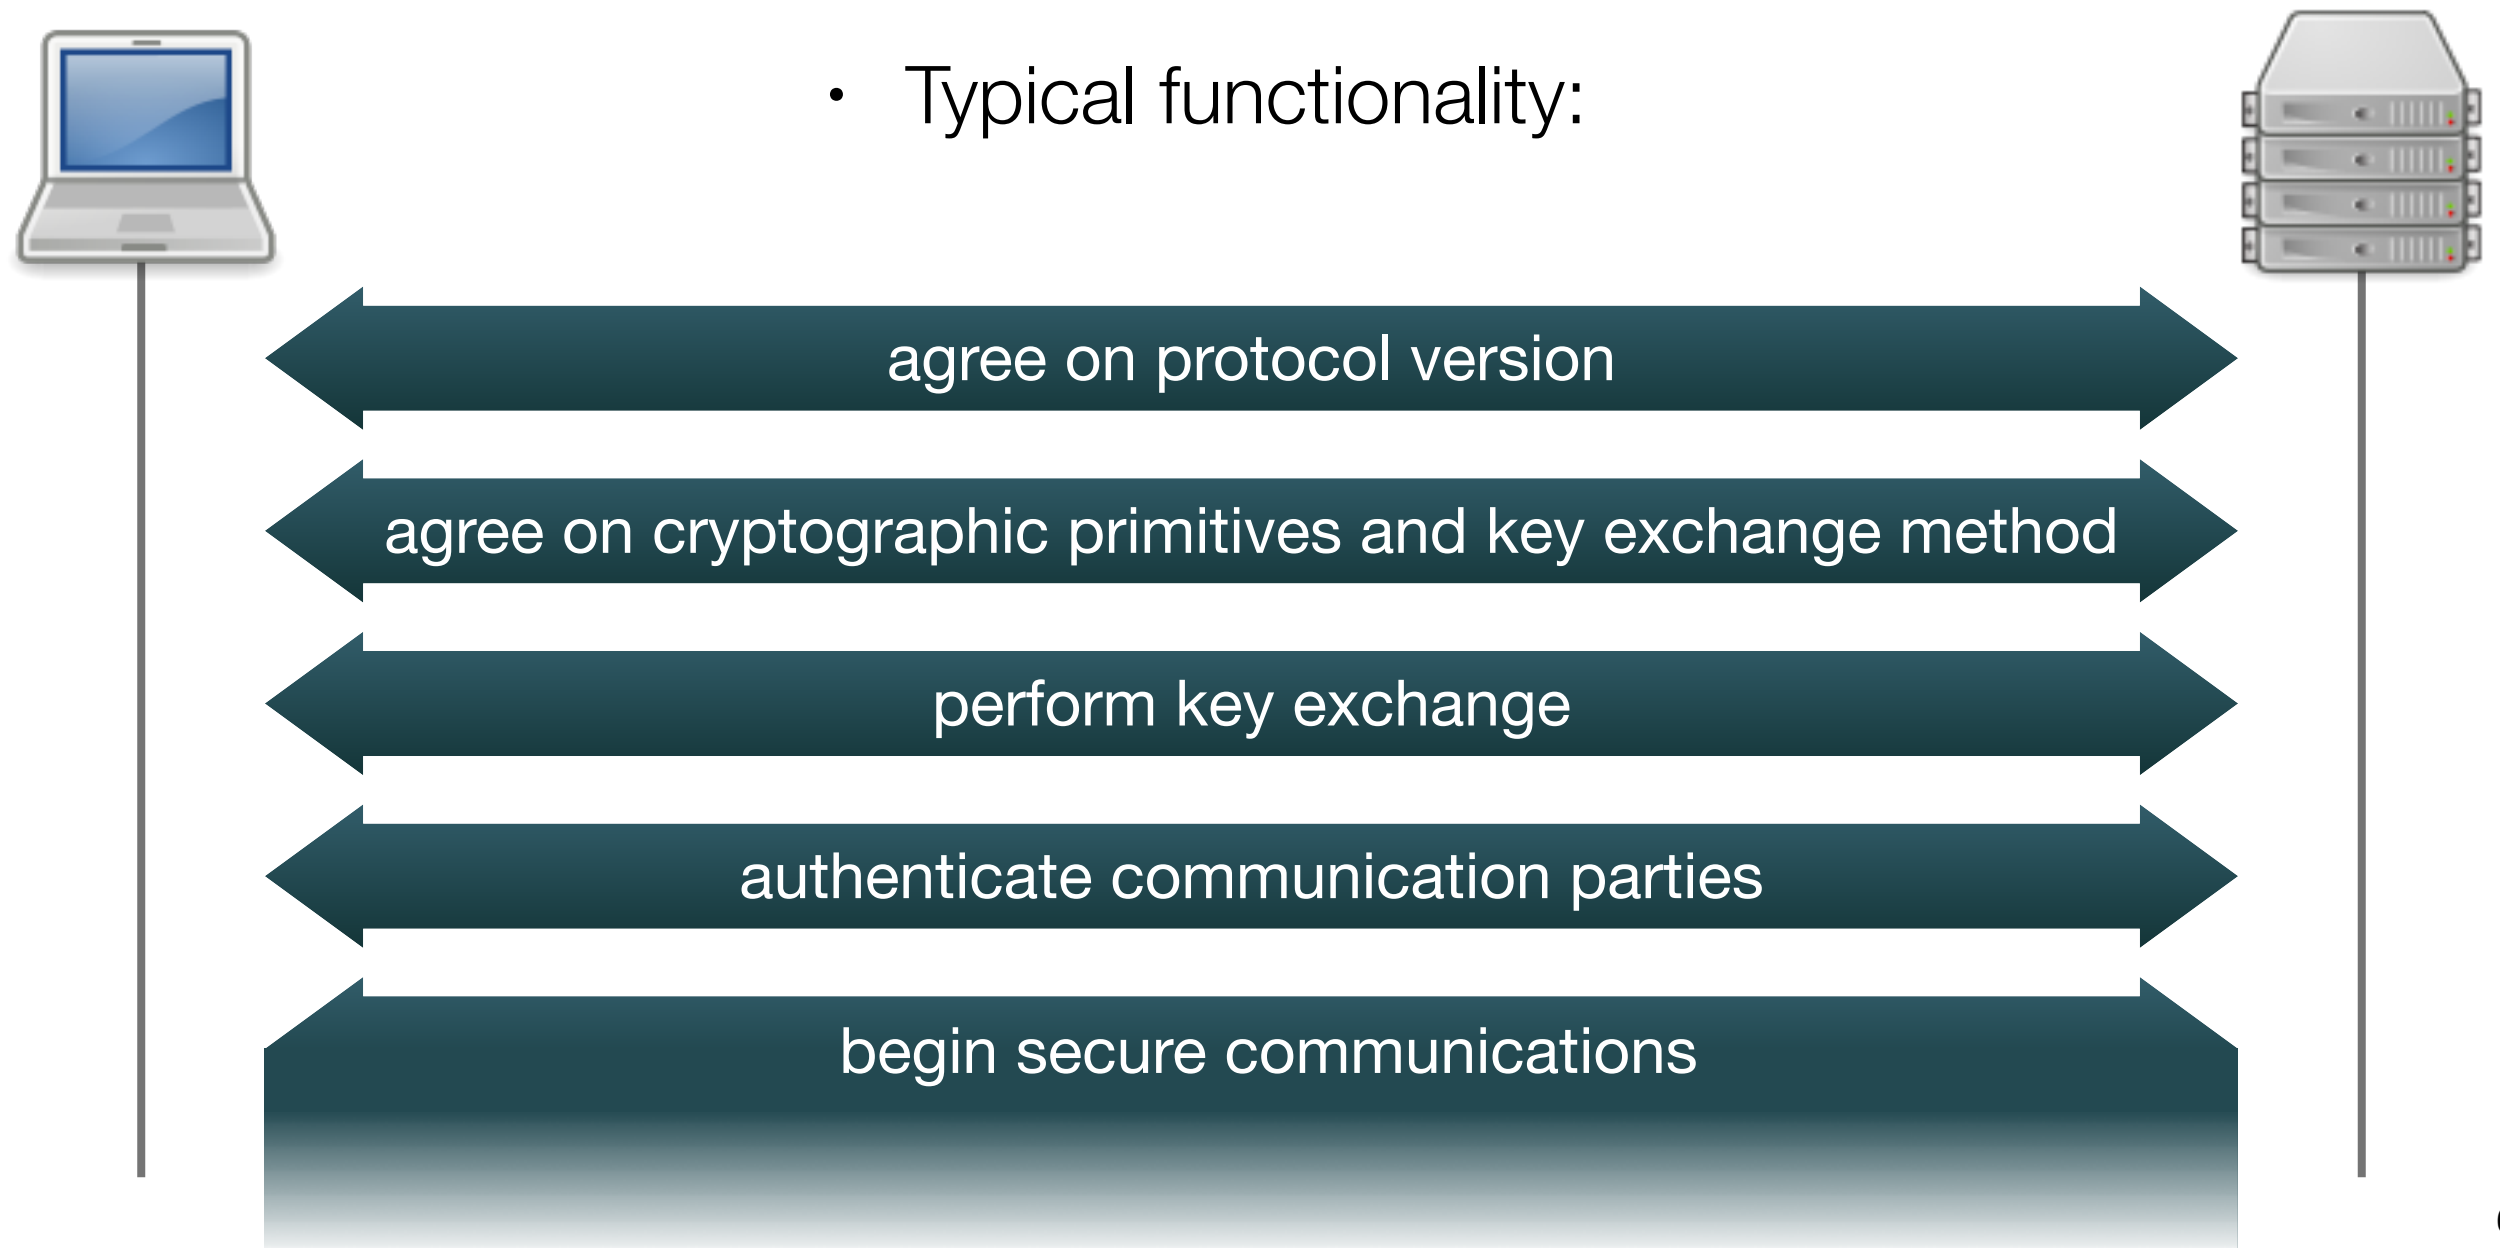 • Typical functionality:
agree on protocol version
agree on cryptographic primitives and key exchange method
perform key exchange
authenticate communication parties
begin secure communications